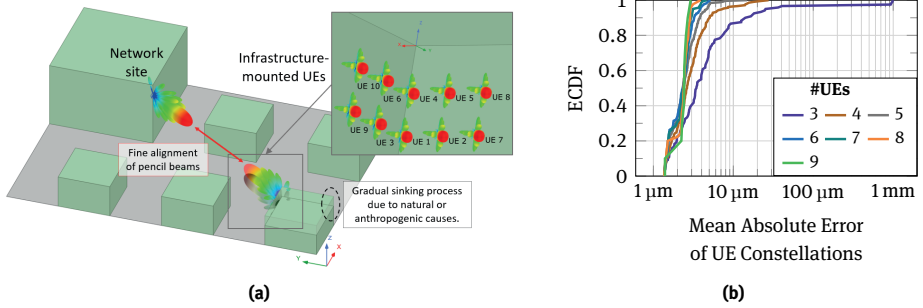 Network
site
Infrastructure-
mounted UEs
UE 10
UE 6
UE 4
UE 5
UE 8
UE 9
UE 3
UE 1
UE 2
UE 7
Fine alignment
of pencil beams
Gradual sinking process
due to natural or
anthropogenic causes.
Z
Y
X
(a)
ECDF
1
0.8
0.6
0.4
0.2
0
#UEs
3 4 5
6 7 8
9
1 µm 10 µm 100 µm 1 mm
Mean Absolute Error
of UE Constellations
(b)